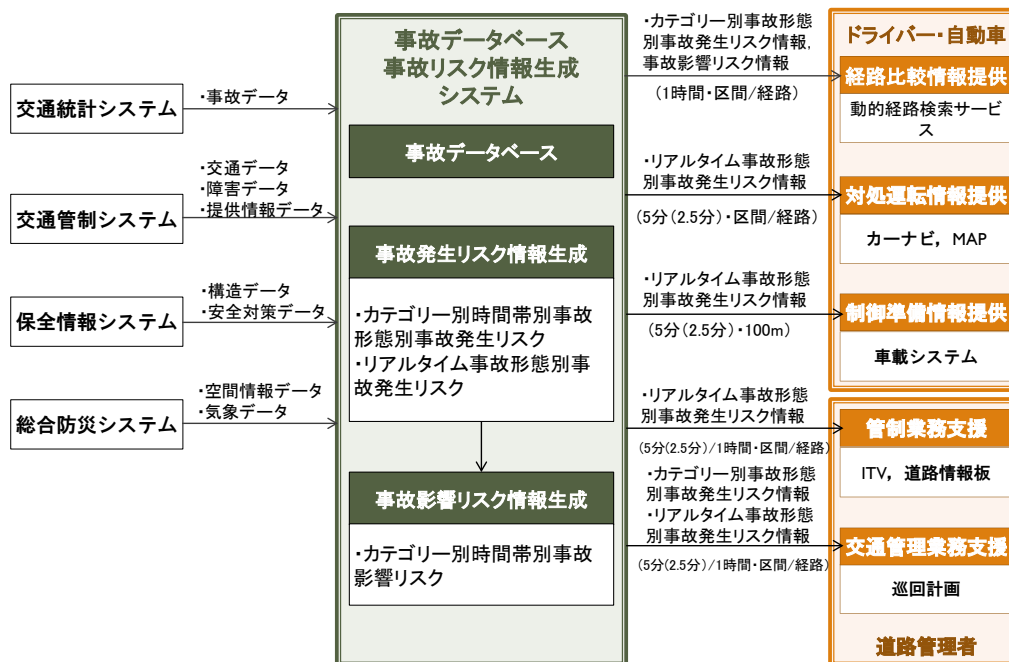 交通統計システム
・事故データ
交通管制システム
・交通データ
・障害データ
・提供情報データ
保全情報システム
・構造データ
・安全対策データ
総合防災システム
・空間情報データ
・気象データ
事故データベース
事故リスク情報生成
システム
事故データベース
事故発生リスク情報生成
・カテゴリー別時間帯別事故
形態別事故発生リスク
・リアルタイム事故形態別事
故発生リスク
事故影響リスク情報生成
・カテゴリー別時間帯別事故
影響リスク
・カテゴリー別事故形態
別事故発生リスク情報,
事故影響リスク情報
(1時間・区間/経路)
・リアルタイム事故形態
別事故発生リスク情報
(5分(2.5分)・区間/経路)
・リアルタイム事故形態
別事故発生リスク情報
(5分(2.5分)・100m)
・リアルタイム事故形態
別事故発生リスク情報
(5分(2.5分)/1時間・区間/経路)
・カテゴリー別事故形態
別事故発生リスク情報
・リアルタイム事故形態
別事故発生リスク情報
(5分(2.5分)/1時間・区間/経路)
ドライバー・自動車
経路比較情報提供
動的経路検索サービ
ス
対処運転情報提供
カーナビ，MAP
制御準備情報提供
車載システム
管制業務支援
ITV，道路情報板
交通管理業務支援
巡回計画
道路管理者